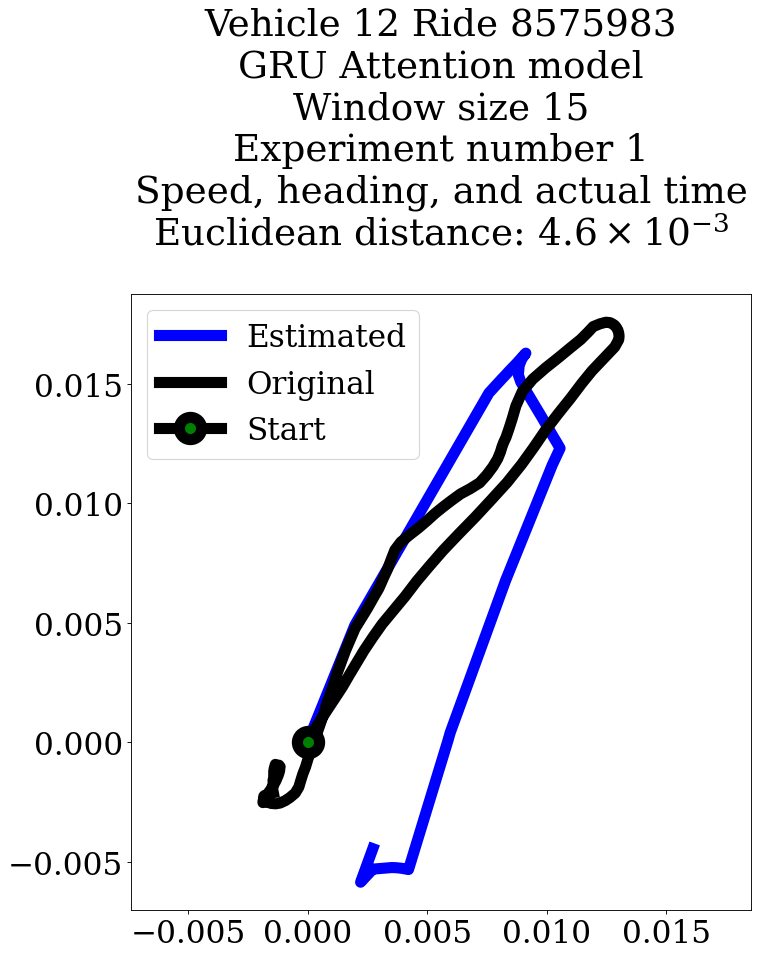 Vehicle 12 Ride 8575983
GRU Attention model
Window size 15
Experiment number 1
Speed, heading, and actual time
Euclidean distance: 4.6 × 10⁻³
Estimated
Original
Start
0.015
0.010
0.005
0.000
−0.005
−0.005 0.000 0.005 0.010 0.015